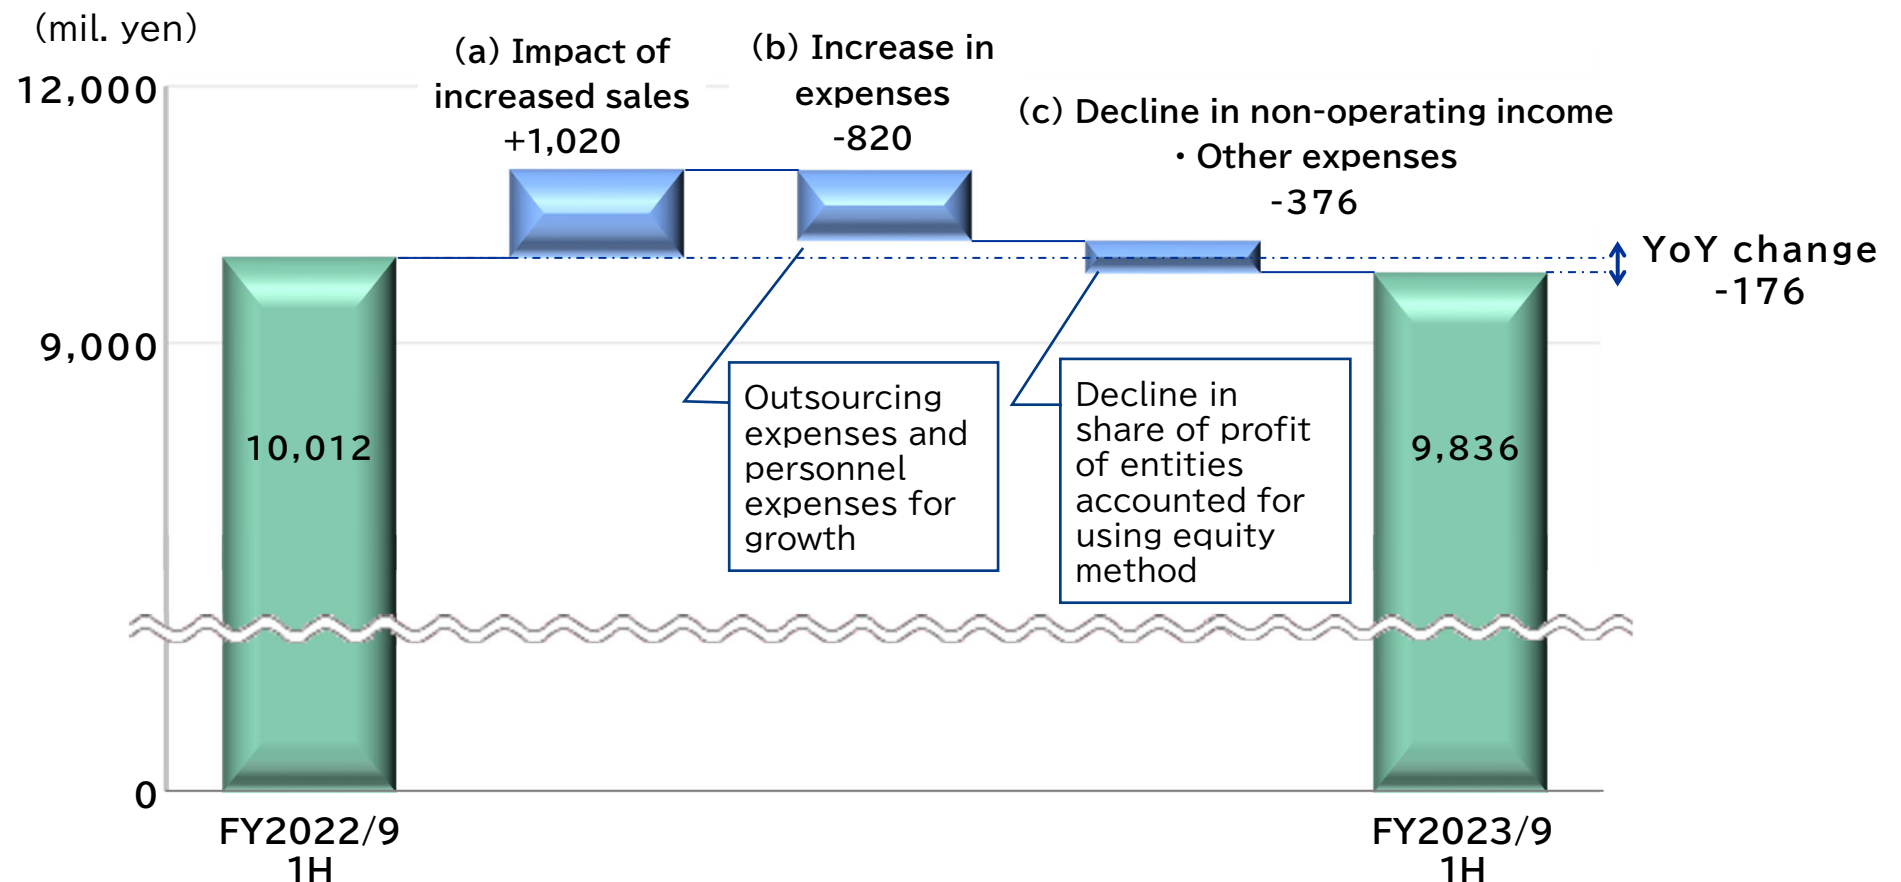 (mil. yen)
12,000
9,000
0
(a) Impact of
increased sales
+1,020
(b) Increase in
expenses
-820
(c) Decline in non-operating income
・Other expenses
-376
YoY change
-176
Outsourcing
expenses and
personnel
expenses for
growth
Decline in
share of profit
of entities
accounted for
using equity
method
10,012
9,836
FY2022/9
1H
FY2023/9
1H